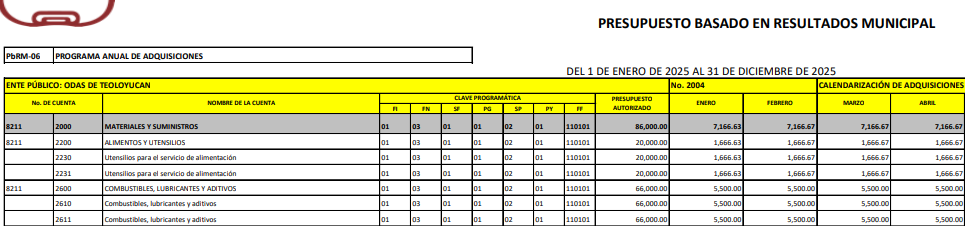 PRESUPUESTO BASADO EN RESULTADOS MUNICIPAL
PbRM-06 PROGRAMA ANUAL DE ADQUISICIONES
DEL 1 DE ENERO DE 2025 AL 31 DE DICIEMBRE DE 2025
ENTE PÚBLICO: ODAS DE TEOLOYUCAN No. 2004 CALENDARIZACIÓN DE ADQUISICIONES
No. DE CUENTA NOMBRE DE LA CUENTA CLAVE PROGRAMÁTICA PRESUPUESTO AUTORIZADO ENERO FEBRERO MARZO ABRIL
FI FN SF PG SP PY FF
8211 2000 MATERIALES Y SUMINISTROS 01 03 01 01 02 01 110101 86,000.00 7,166.63 7,166.67 7,166.67 7,166.67
8211 2200 ALIMENTOS Y UTENSILIOS 01 03 01 01 02 01 110101 20,000.00 1,666.63 1,666.67 1,666.67 1,666.67
2230 Utensilios para el servicio de alimentación 01 03 01 01 02 01 110101 20,000.00 1,666.63 1,666.67 1,666.67 1,666.67
2231 Utensilios para el servicio de alimentación 01 03 01 01 02 01 110101 20,000.00 1,666.63 1,666.67 1,666.67 1,666.67
8211 2600 COMBUSTIBLES, LUBRICANTES Y ADITIVOS 01 03 01 01 02 01 110101 66,000.00 5,500.00 5,500.00 5,500.00 5,500.00
2610 Combustibles, lubricantes y aditivos 01 03 01 01 02 01 110101 66,000.00 5,500.00 5,500.00 5,500.00 5,500.00
2611 Combustibles, lubricantes y aditivos 01 03 01 01 02 01 110101 66,000.00 5,500.00 5,500.00 5,500.00 5,500.00